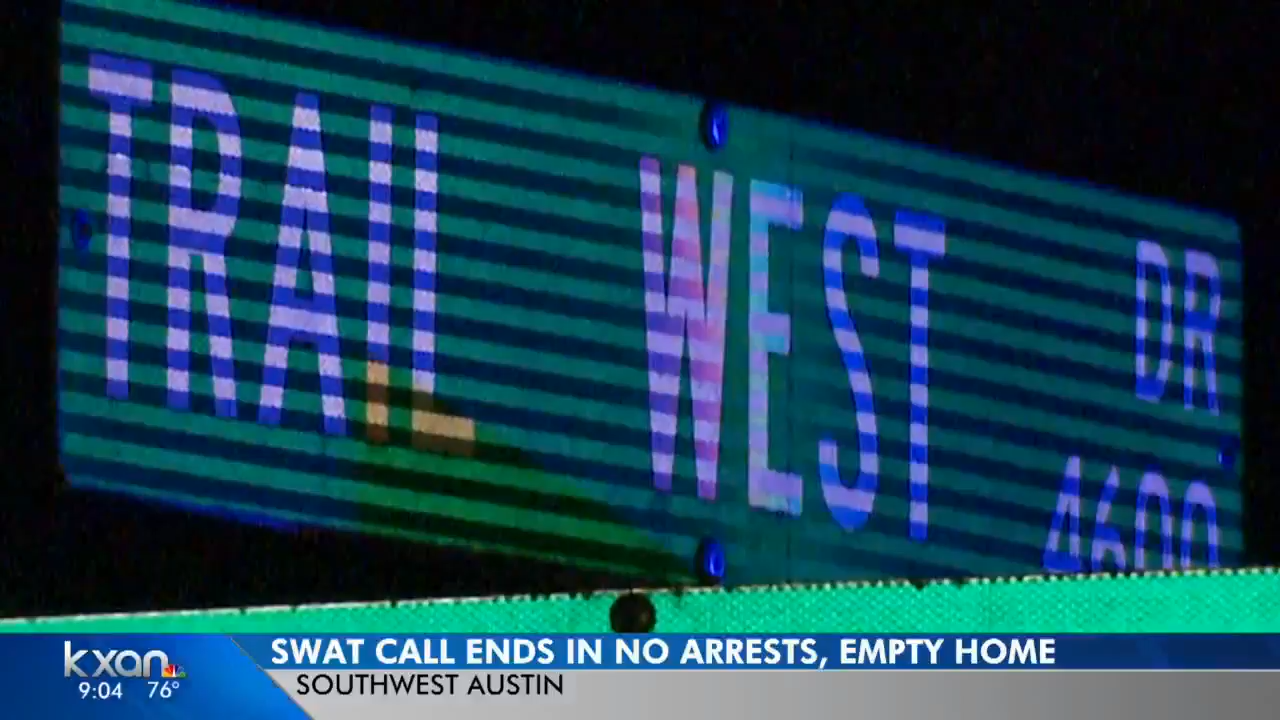 TRAIL WEST DR
4600
SWAT CALL ENDS IN NO ARRESTS, EMPTY HOME
kxan
9:04 76°
SOUTHWEST AUSTIN